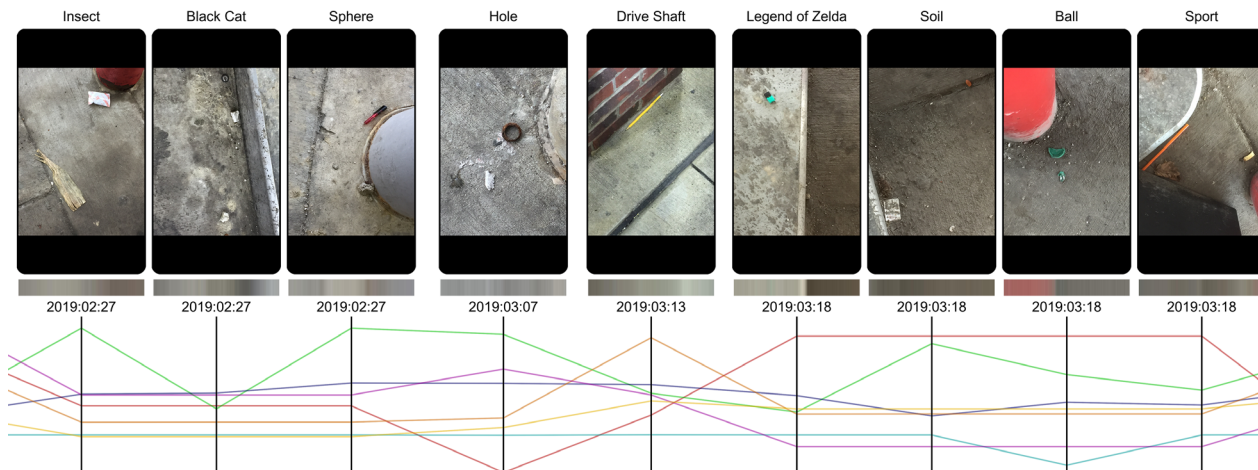 Insect
Black Cat
Sphere
Hole
Drive Shaft
Legend of Zelda
Soil
Ball
Sport
2019:02:27
2019:02:27
2019:02:27
2019:03:07
2019:03:13
2019:03:18
2019:03:18
2019:03:18
2019:03:18